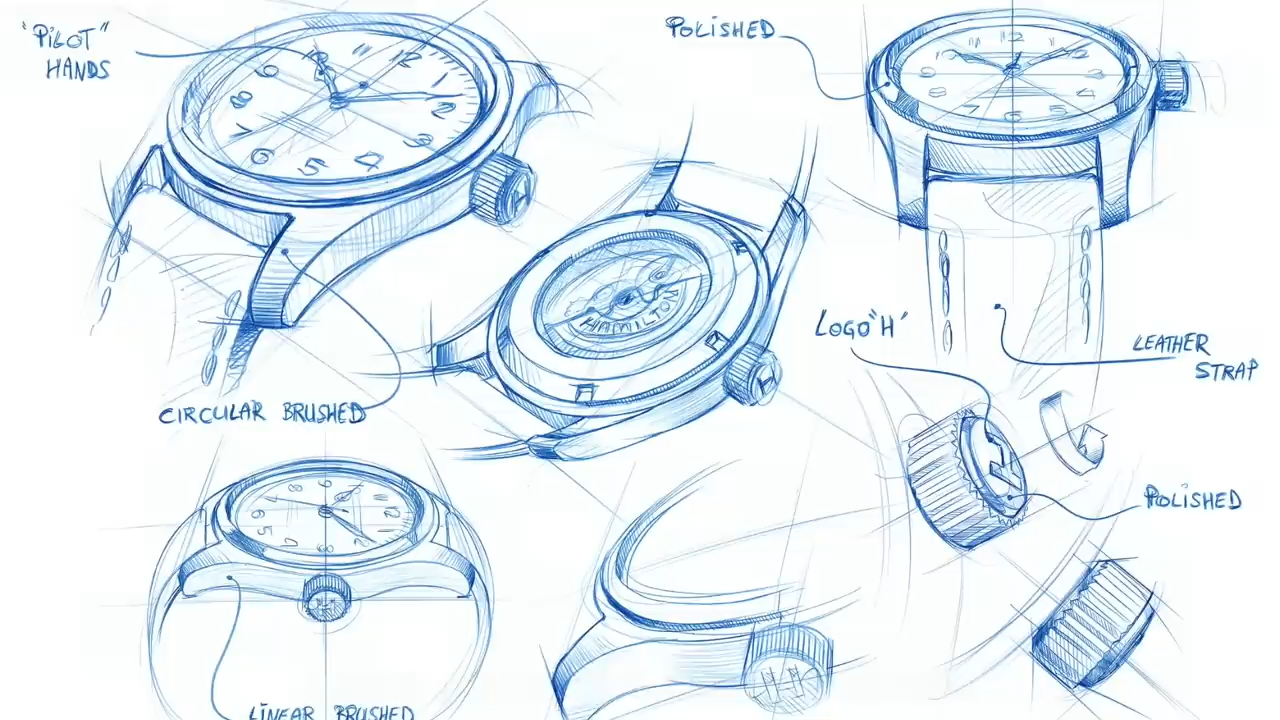 "PILOT"
HANDS
POLISHED
HAMILTON
LOGO "H"
LEATHER
STRAP
CIRCULAR BRUSHED
POLISHED
LINEAR BRUSHED